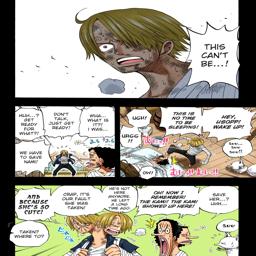 THIS
CAN'T
BE...!
HUH...?
GET
READY
FOR
WHAT?!
DON'T
TALK,
JUST GET
READY!
WHA...
WHAT
IS
IT??
I WAS...
WE HAVE
TO SAVE
NAMI!
UGH!
THIS IS NO
TIME TO BE
SLEEPING!
HEY,
USOPP!
WAKE UP!
URGG
!!
OH!
AND
BECAUSE
SHE'S SO
CUTE!
TAKEN?
WHERE TO?
CRAP, IT'S
OUR FAULT
SHE WAS
TAKEN!
HE'S NOT
HERE
ANYMORE.
HE LEFT
A LONG
TIME AGO
OH! NOW I
REMEMBER!
THE KAMI! THE KAMI
SHOWED UP HERE!
SAVE
HER...?
UH?